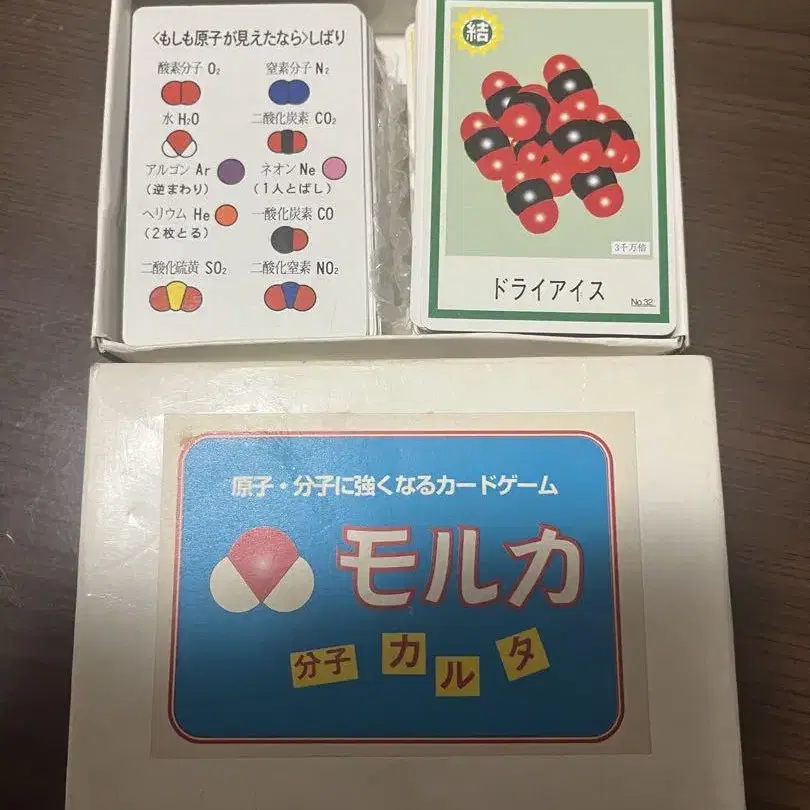 〈もしも原子が見えたなら〉しばり
酸素分子 O₂
窒素分子 N₂
水 H₂O
二酸化炭素 CO₂
アルゴン Ar
(逆まわり)
ネオン Ne
(1人とばし)
ヘリウム He
(2枚とる)
一酸化炭素 CO
二酸化硫黄 SO₂
二酸化窒素 NO₂
結
3千万倍
ドライアイス
No.32
原子・分子に強くなるカードゲーム
モルカ
分子カルタ